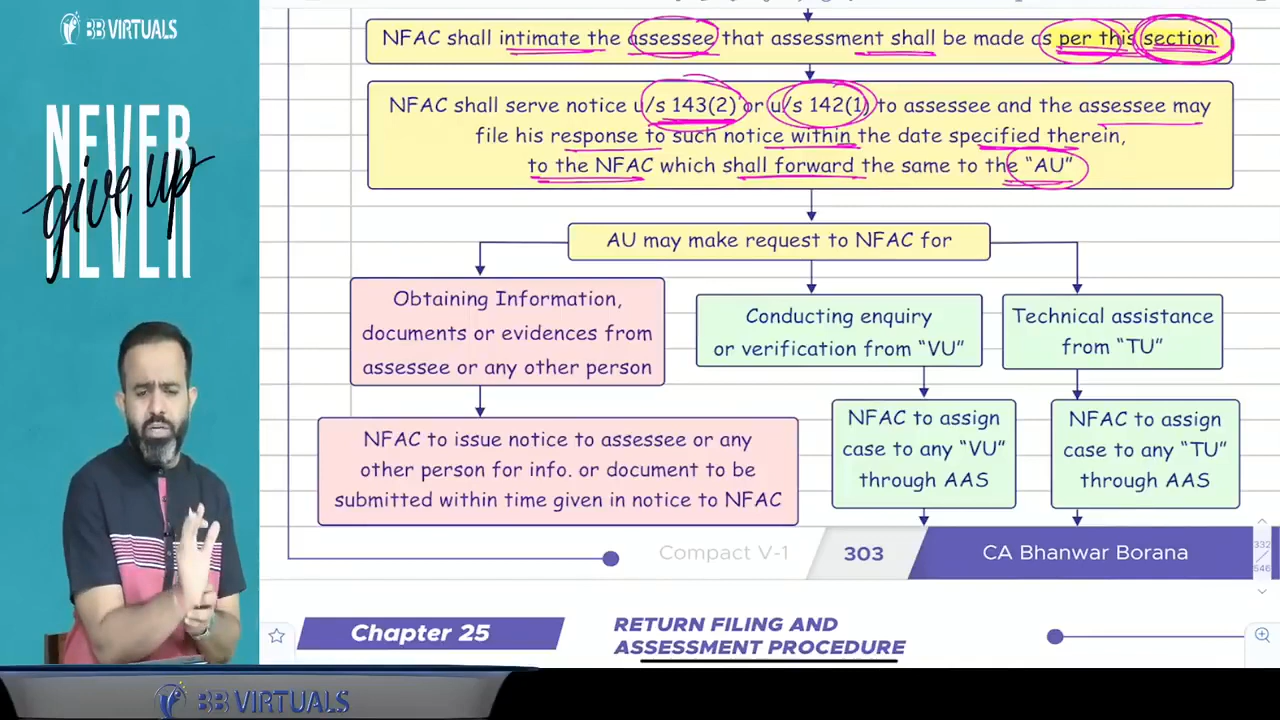 BB VIRTUALS
NEVER
give up
NEVER
NFAC shall intimate the assessee that assessment shall be made as per this section
NFAC shall serve notice u/s 143(2) or u/s 142(1) to assessee and the assessee may
file his response to such notice within the date specified therein,
to the NFAC which shall forward the same to the "AU"
AU may make request to NFAC for
Obtaining Information,
documents or evidences from
assessee or any other person
Conducting enquiry
or verification from "VU"
Technical assistance
from "TU"
NFAC to issue notice to assessee or any
other person for info. or document to be
submitted within time given in notice to NFAC
NFAC to assign
case to any "VU"
through AAS
NFAC to assign
case to any "TU"
through AAS
Compact V-1
303
CA Bhanwar Borana
332
546
Chapter 25
RETURN FILING AND
ASSESSMENT PROCEDURE
BB VIRTUALS